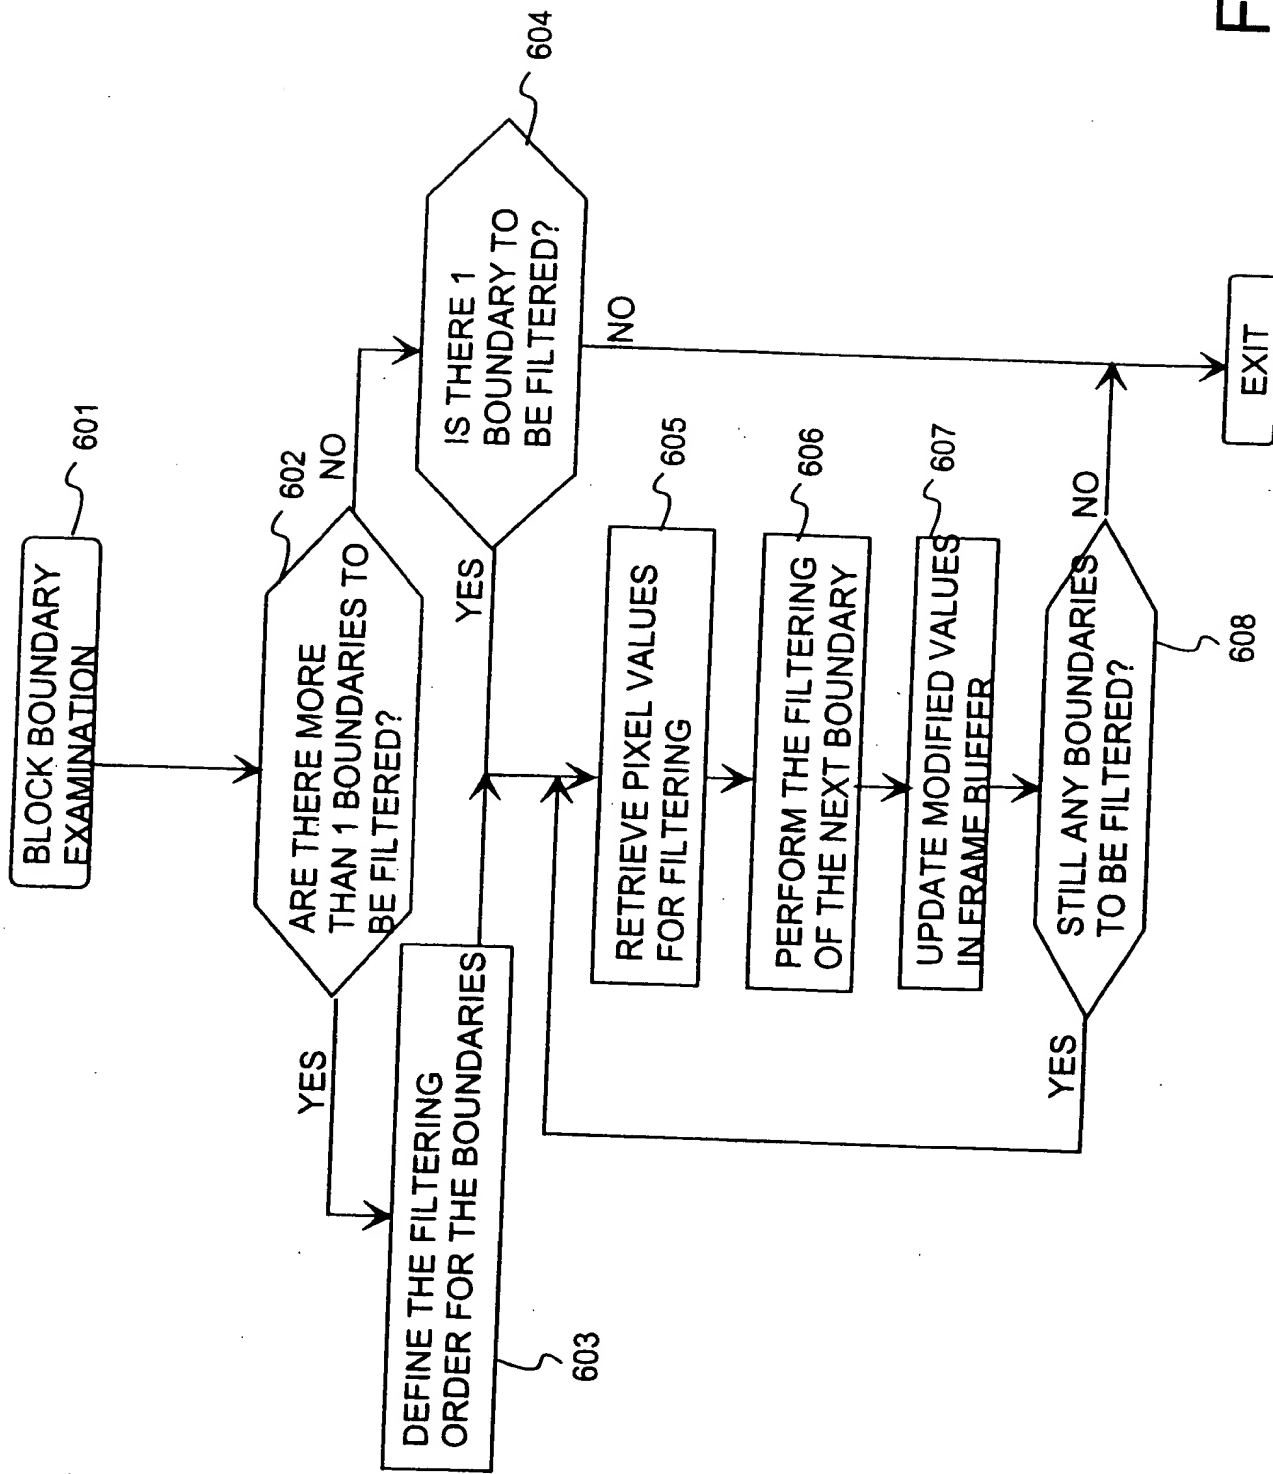 BLOCK BOUNDARY
EXAMINATION
601
602
ARE THERE MORE
THAN 1 BOUNDARIES TO
BE FILTERED?
YES
NO
DEFINE THE FILTERING
ORDER FOR THE BOUNDARIES
603
604
IS THERE 1
BOUNDARY TO
BE FILTERED?
YES
NO
RETRIEVE PIXEL VALUES
FOR FILTERING
605
PERFORM THE FILTERING
OF THE NEXT BOUNDARY
606
UPDATE MODIFIED VALUES
IN FRAME BUFFER
607
STILL ANY BOUNDARIES
TO BE FILTERED?
608
YES
NO
EXIT
F